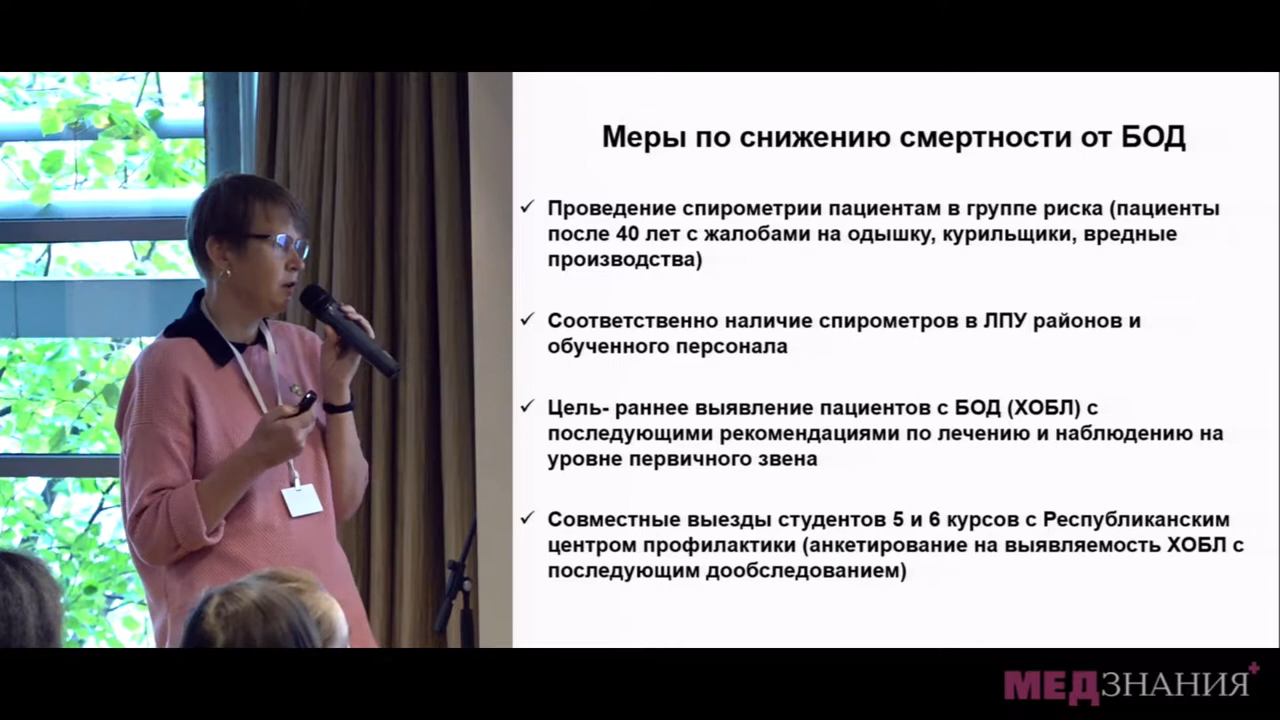 Меры по снижению смертности от БОД
✓ Проведение спирометрии пациентам в группе риска (пациенты
после 40 лет с жалобами на одышку, курильщики, вредные
производства)
✓ Соответственно наличие спирометров в ЛПУ районов и
обученного персонала
✓ Цель- раннее выявление пациентов с БОД (ХОБЛ) с
последующими рекомендациями по лечению и наблюдению на
уровне первичного звена
✓ Совместные выезды студентов 5 и 6 курсов с Республиканским
центром профилактики (анкетирование на выявляемость ХОБЛ с
последующим дообследованием)
МЕДЗНАНИЯ+